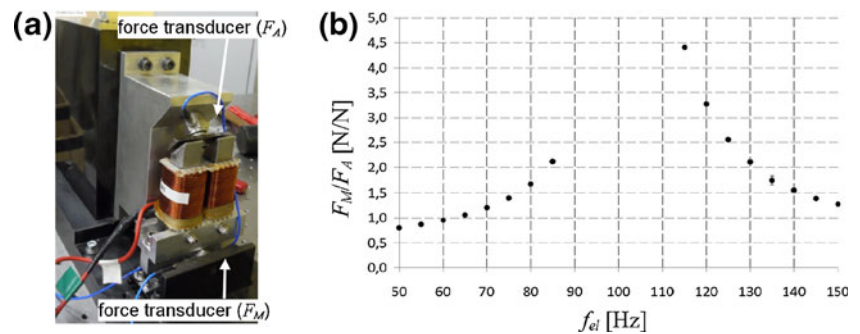 (a)
force transducer (F_A)
force transducer (F_M)
(b)
F_M/F_A [N/N]
5,0
4,5
4,0
3,5
3,0
2,5
2,0
1,5
1,0
0,5
0,0
50 60 70 80 90 100 110 120 130 140 150
f_el [Hz]